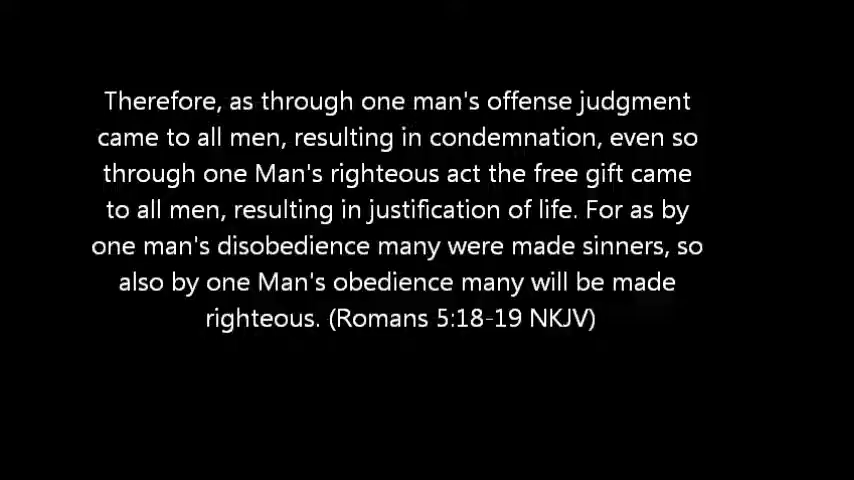 Therefore, as through one man's offense judgment
came to all men, resulting in condemnation, even so
through one Man's righteous act the free gift came
to all men, resulting in justification of life. For as by
one man's disobedience many were made sinners, so
also by one Man's obedience many will be made
righteous. (Romans 5:18-19 NKJV)